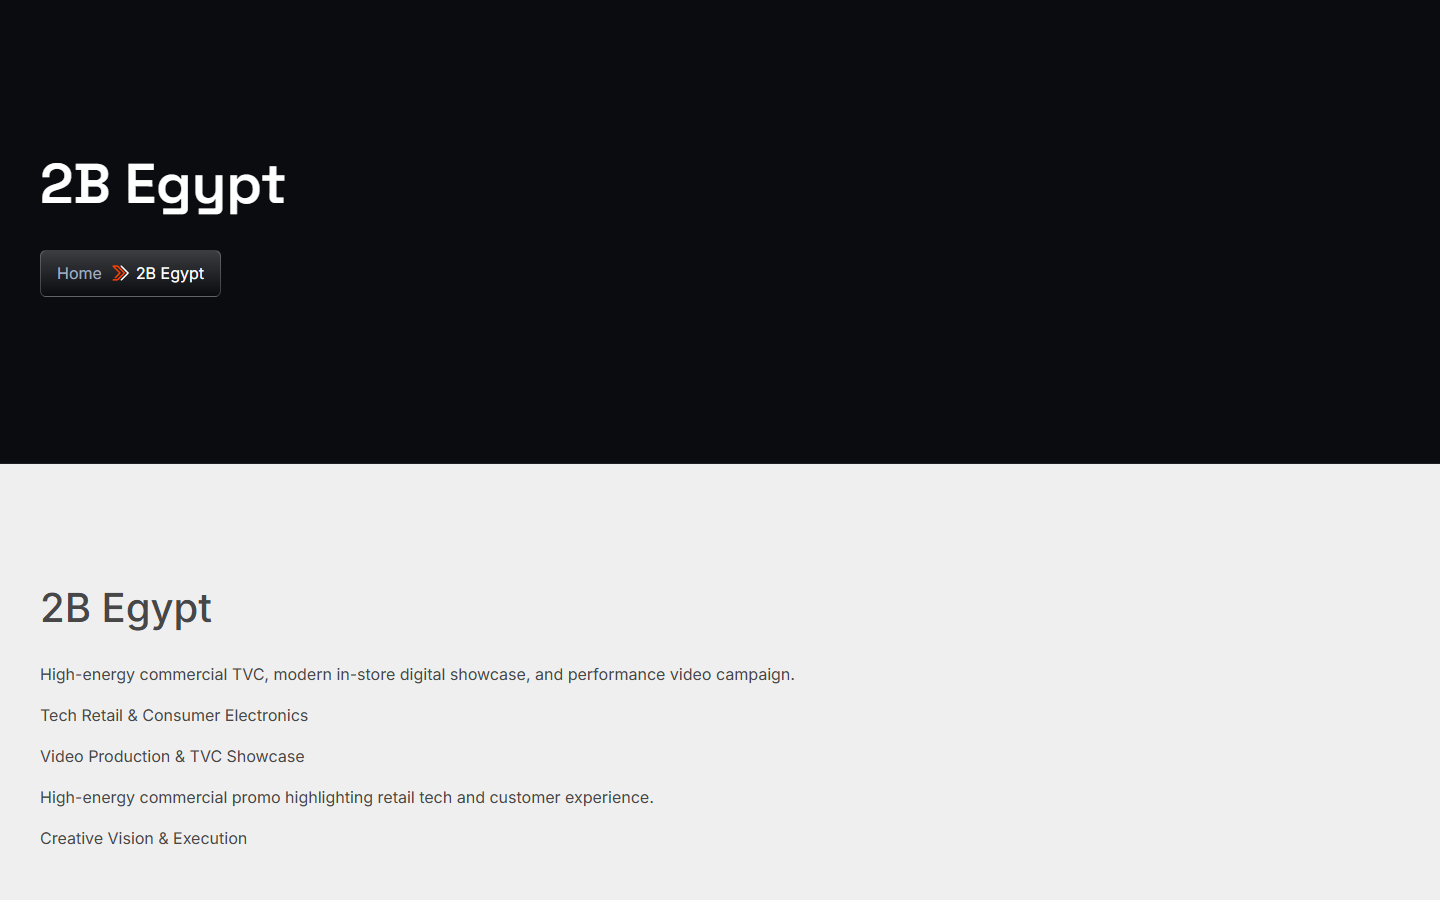 2B Egypt
Home 2B Egypt
2B Egypt
High-energy commercial TVC, modern in-store digital showcase, and performance video campaign.
Tech Retail & Consumer Electronics
Video Production & TVC Showcase
High-energy commercial promo highlighting retail tech and customer experience.
Creative Vision & Execution